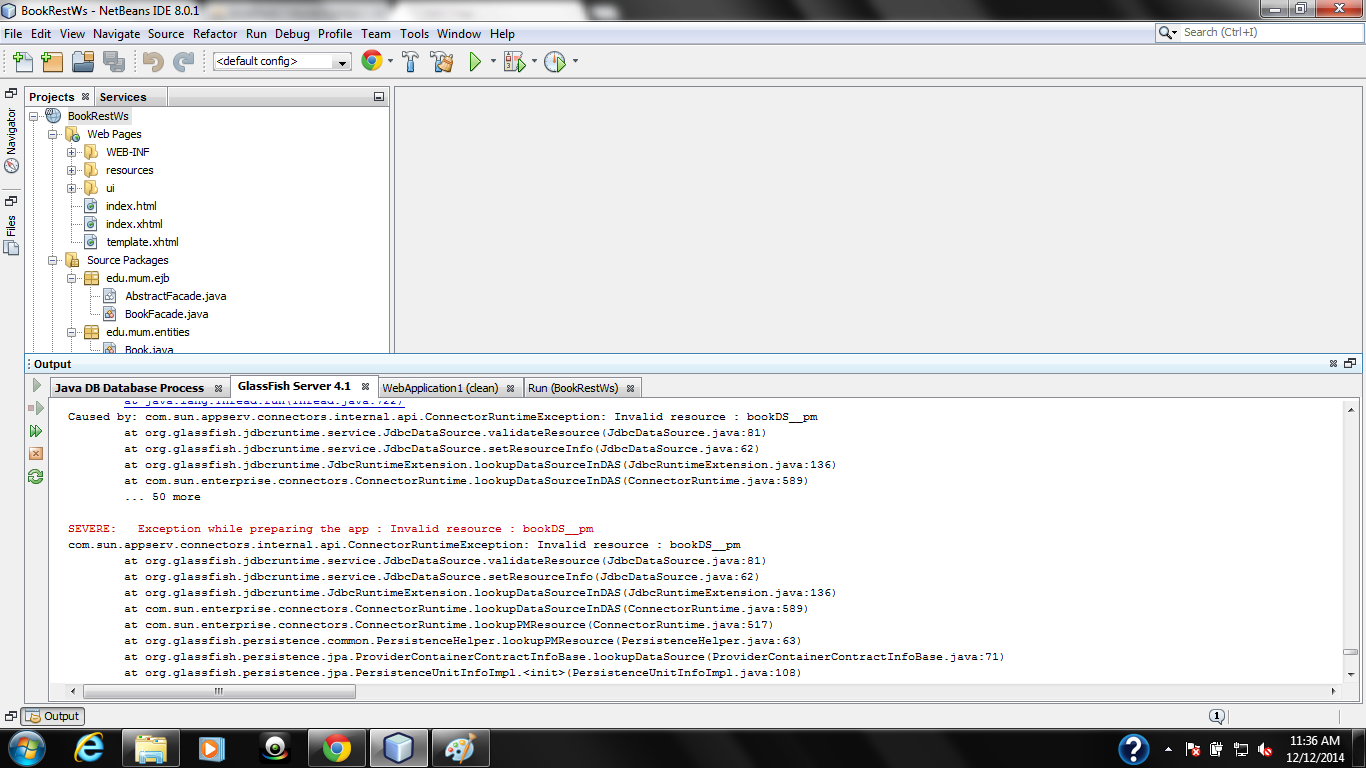 BookRestWs - NetBeans IDE 8.0.1
File Edit View Navigate Source Refactor Run Debug Profile Team Tools Window Help
Search (Ctrl+I)
<default config>
Projects Services
Navigator
Files
BookRestWs
Web Pages
WEB-INF
resources
ui
index.html
index.xhtml
template.xhtml
Source Packages
edu.mum.ejb
AbstractFacade.java
BookFacade.java
edu.mum.entities
Book.java
Output
Java DB Database Process GlassFish Server 4.1 WebApplication1 (clean) Run (BookRestWs)
at java.lang.Thread.run(Thread.java:722)
Caused by: com.sun.appserv.connectors.internal.api.ConnectorRuntimeException: Invalid resource : bookDS__pm
at org.glassfish.jdbcruntime.service.JdbcDataSource.validateResource(JdbcDataSource.java:81)
at org.glassfish.jdbcruntime.service.JdbcDataSource.setResourceInfo(JdbcDataSource.java:62)
at org.glassfish.jdbcruntime.JdbcRuntimeExtension.lookupDataSourceInDAS(JdbcRuntimeExtension.java:136)
at com.sun.enterprise.connectors.ConnectorRuntime.lookupDataSourceInDAS(ConnectorRuntime.java:589)
... 50 more
SEVERE: Exception while preparing the app : Invalid resource : bookDS__pm
com.sun.appserv.connectors.internal.api.ConnectorRuntimeException: Invalid resource : bookDS__pm
at org.glassfish.jdbcruntime.service.JdbcDataSource.validateResource(JdbcDataSource.java:81)
at org.glassfish.jdbcruntime.service.JdbcDataSource.setResourceInfo(JdbcDataSource.java:62)
at org.glassfish.jdbcruntime.JdbcRuntimeExtension.lookupDataSourceInDAS(JdbcRuntimeExtension.java:136)
at com.sun.enterprise.connectors.ConnectorRuntime.lookupDataSourceInDAS(ConnectorRuntime.java:589)
at com.sun.enterprise.connectors.ConnectorRuntime.lookupPMResource(ConnectorRuntime.java:517)
at org.glassfish.persistence.common.PersistenceHelper.lookupPMResource(PersistenceHelper.java:63)
at org.glassfish.persistence.jpa.ProviderContainerContractInfoBase.lookupDataSource(ProviderContainerContractInfoBase.java:71)
at org.glassfish.persistence.jpa.PersistenceUnitInfoImpl.<init>(PersistenceUnitInfoImpl.java:108)
Output
1
11:36 AM
12/12/2014